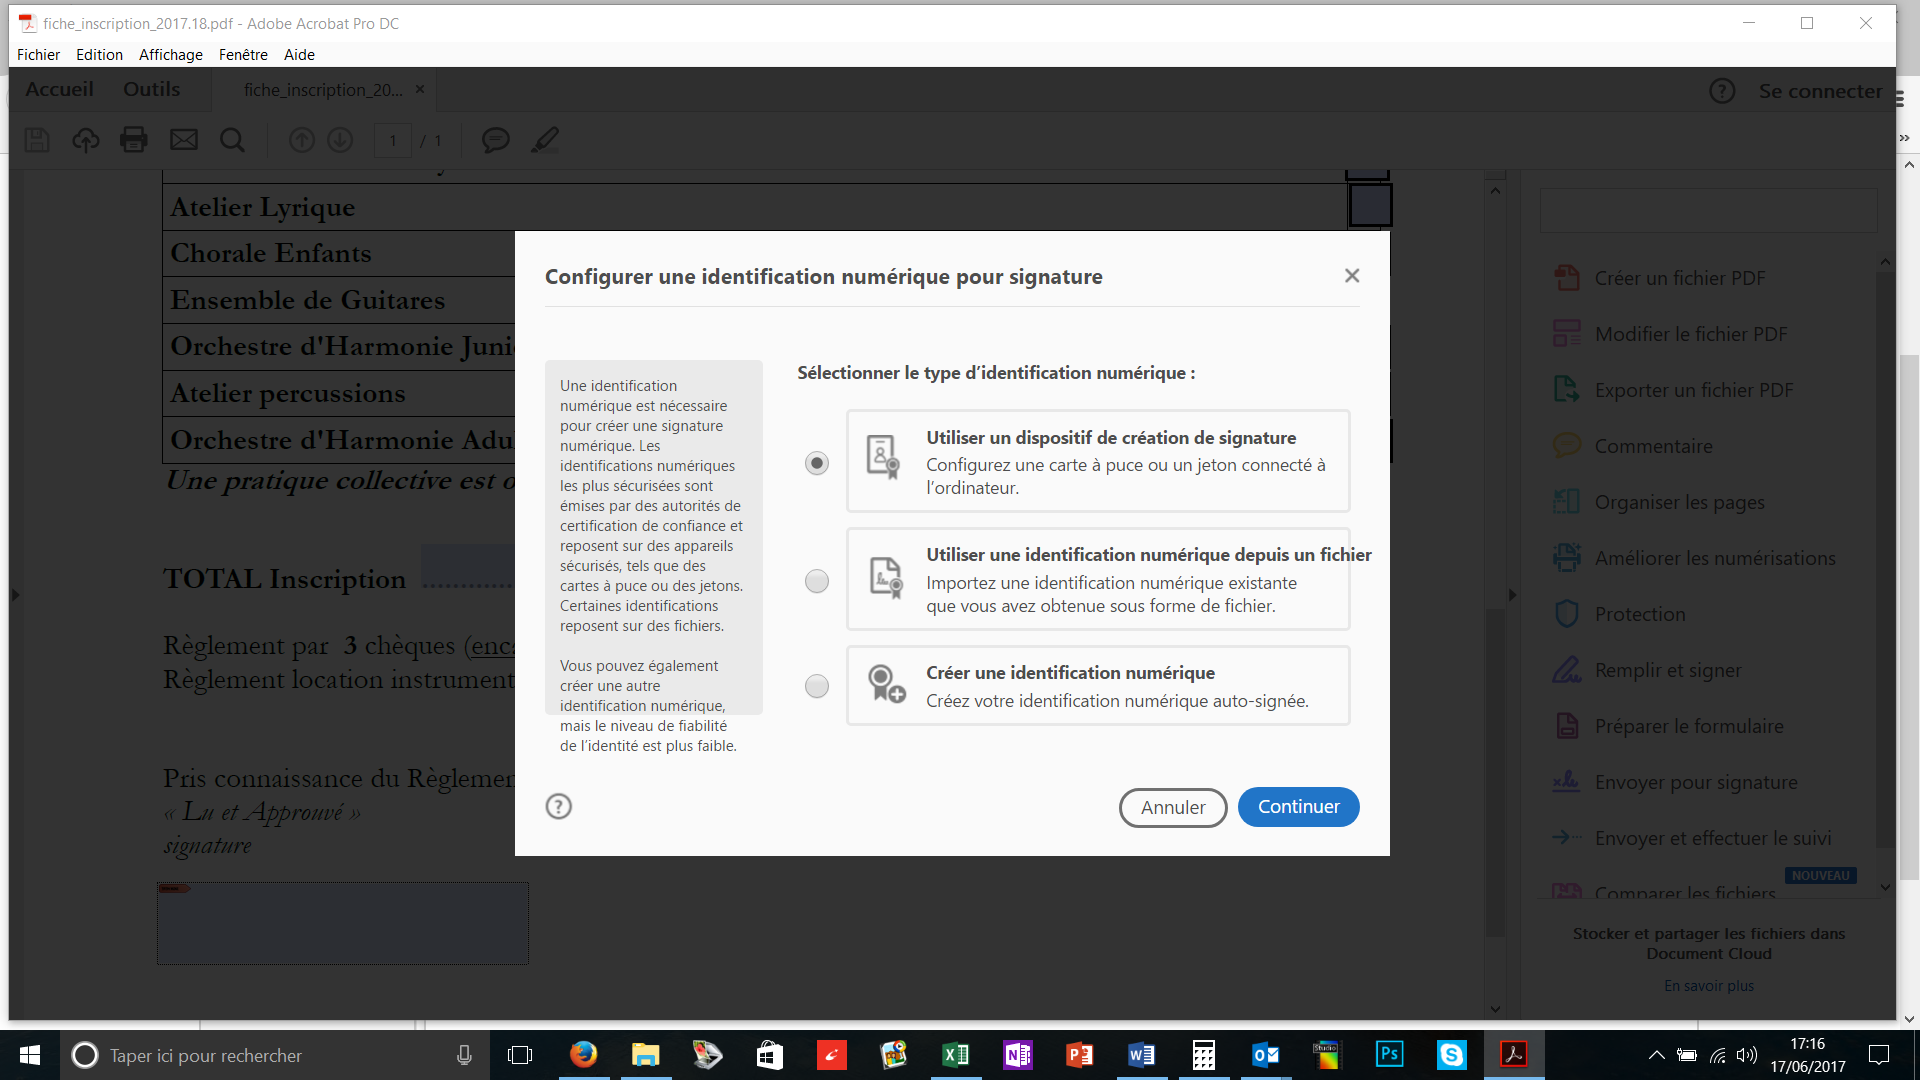 fiche_inscription_2017.18.pdf - Adobe Acrobat Pro DC
Fichier Edition Affichage Fenêtre Aide
Accueil Outils fiche_inscription_20... × ? Se connecter
1 / 1
Atelier Lyrique
Chorale Enfants
Ensemble de Guitares
Orchestre d'Harmonie Juni
Atelier percussions
Orchestre d'Harmonie Adul
Une pratique collective est o
TOTAL Inscription
Règlement par 3 chèques (enc
Règlement location instrument
Pris connaissance du Règlemen
« Lu et Approuvé »
signature
Configurer une identification numérique pour signature
Une identification
numérique est nécessaire
pour créer une signature
numérique. Les
identifications numériques
les plus sécurisées sont
émises par des autorités de
certification de confiance et
reposent sur des appareils
sécurisés, tels que des
cartes à puce ou des jetons.
Certaines identifications
reposent sur des fichiers.
Vous pouvez également
créer une autre
identification numérique,
mais le niveau de fiabilité
de l’identité est plus faible.
Sélectionner le type d’identification numérique :
Utiliser un dispositif de création de signature
Configurez une carte à puce ou un jeton connecté à
l’ordinateur.
Utiliser une identification numérique depuis un fichier
Importez une identification numérique existante
que vous avez obtenue sous forme de fichier.
Créer une identification numérique
Créez votre identification numérique auto-signée.
?
Annuler
Continuer
Créer un fichier PDF
Modifier le fichier PDF
Exporter un fichier PDF
Commentaire
Organiser les pages
Améliorer les numérisations
Protection
Remplir et signer
Préparer le formulaire
Envoyer pour signature
Envoyer et effectuer le suivi
NOUVEAU
Comparer les fichiers
Stocker et partager les fichiers dans
Document Cloud
En savoir plus
Taper ici pour rechercher
Studio
Ps
17:16
17/06/2017